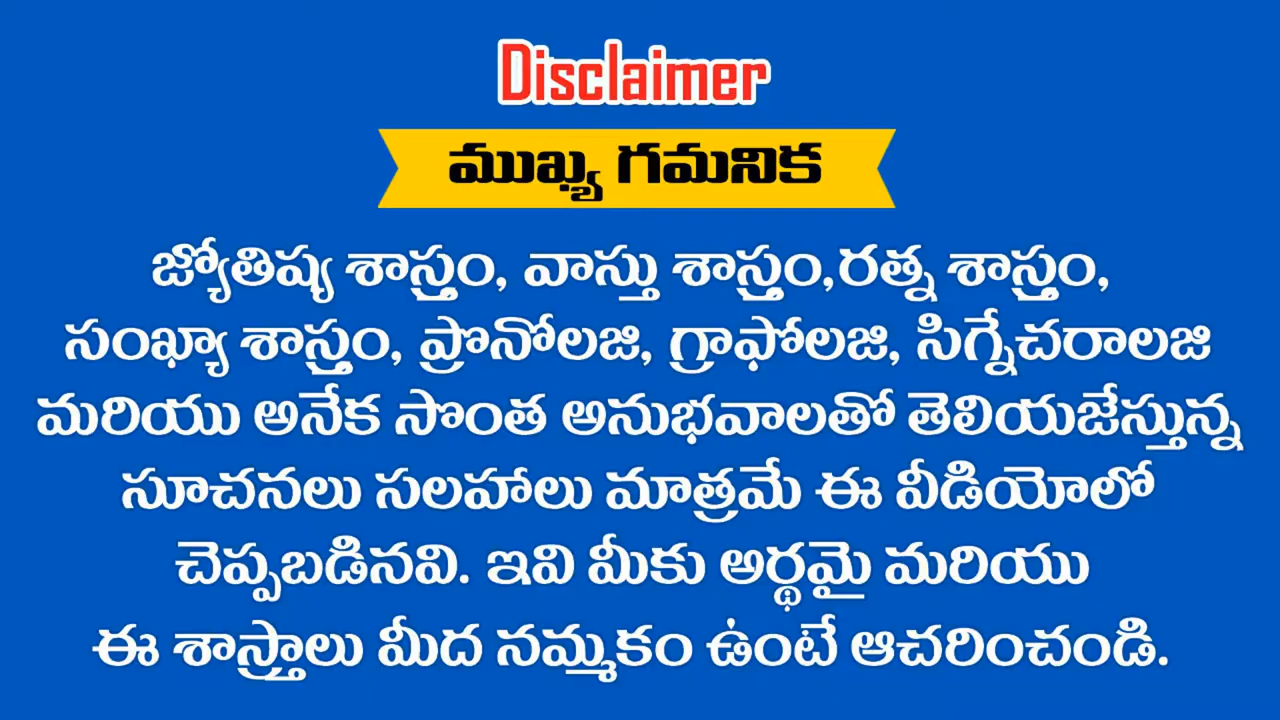 Disclaimer
ముఖ్య గమనిక
జ్యోతిష్య శాస్త్రం, వాస్తు శాస్త్రం,రత్న శాస్త్రం,
సంఖ్యా శాస్త్రం, ప్రొనోలజి, గ్రాఫోలజి, సిగ్నేచరాలజి
మరియు అనేక సొంత అనుభవాలతో తెలియజేస్తున్న
సూచనలు సలహాలు మాత్రమే ఈ వీడియోలో
చెప్పబడినవి. ఇవి మీకు అర్థమై మరియు
ఈ శాస్త్రాలు మీద నమ్మకం ఉంటే ఆచరించండి.